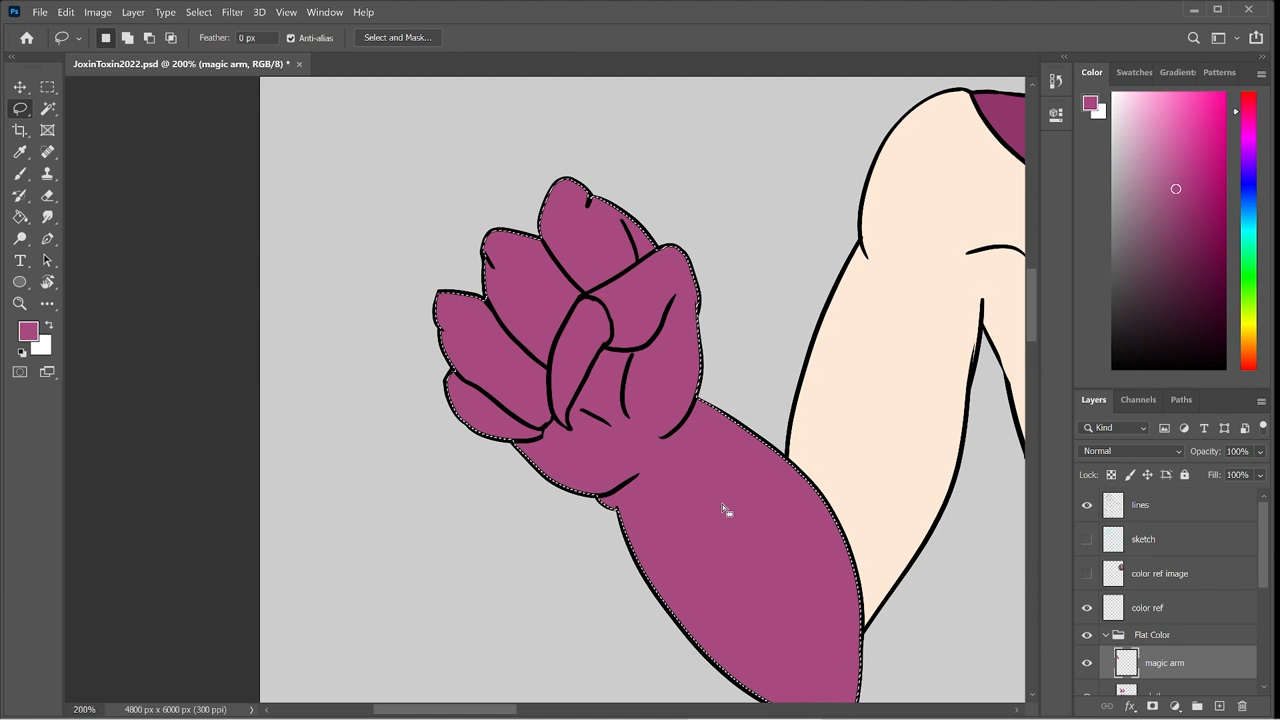 Ps File Edit Image Layer Type Select Filter 3D View Window Help
Feather: 0 px Anti-alias Select and Mask...
JoxinToxin2022.psd @ 200% (magic arm, RGB/8) *
Color Swatches Gradient: Patterns
Layers Channels Paths
Kind
Normal Opacity: 100%
Lock: Fill: 100%
lines
sketch
color ref image
color ref
Flat Color
magic arm
200% 4800 px x 6000 px (300 ppi)